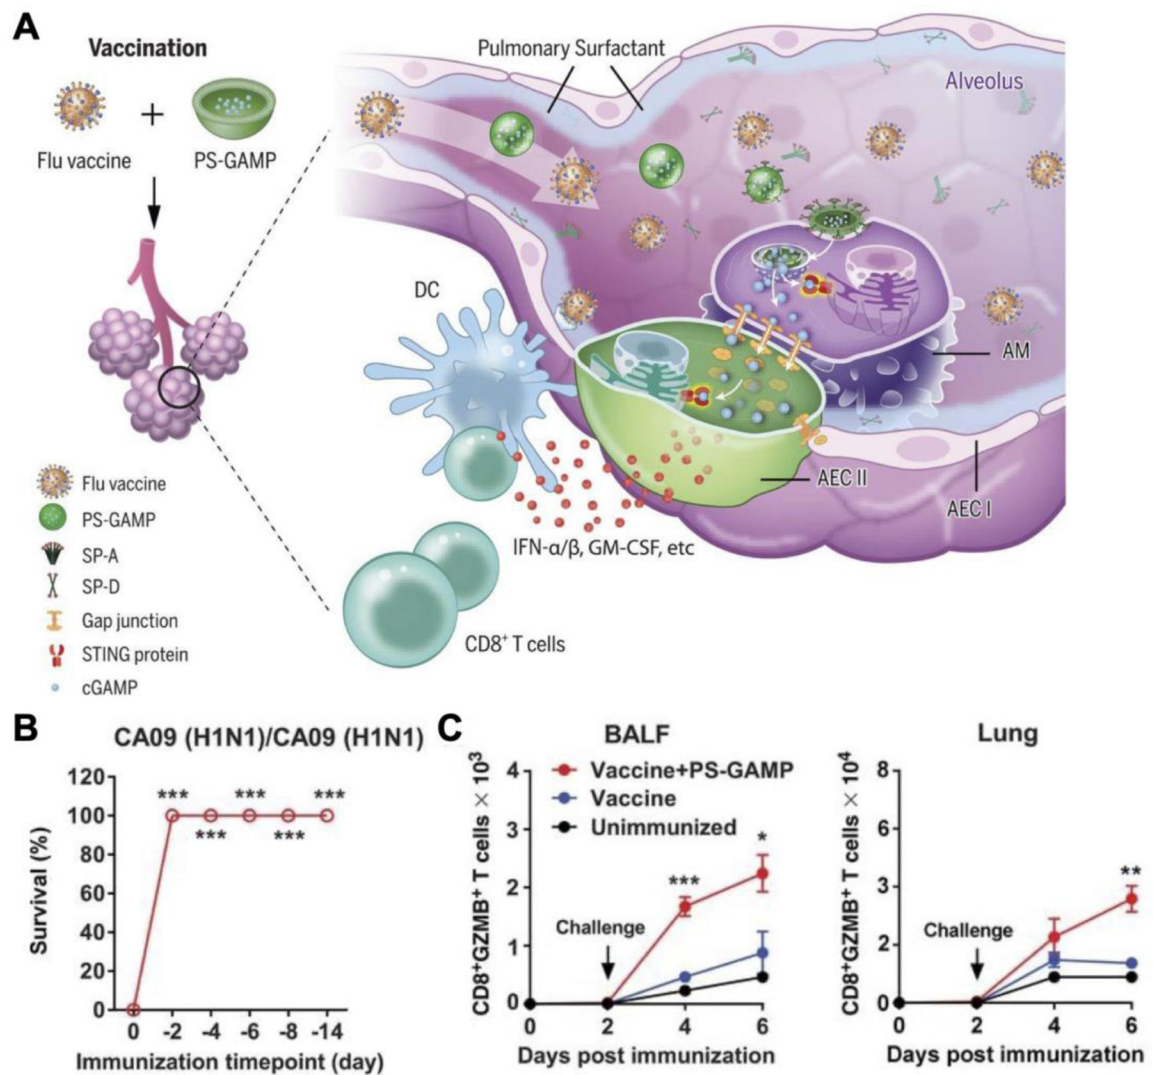 A
Vaccination
Flu vaccine
+
PS-GAMP
Pulmonary Surfactant
Alveolus
DC
AM
AEC II
AEC I
IFN-α/β, GM-CSF, etc
CD8⁺ T cells
Flu vaccine
PS-GAMP
SP-A
SP-D
Gap junction
STING protein
cGAMP
B
CA09 (H1N1)/CA09 (H1N1)
Survival (%)
120
100
80
60
40
20
0
*** *** *** *** ***
0 -2 -4 -6 -8 -14
Immunization timepoint (day)
C
BALF
CD8⁺GZMB⁺ T cells × 10³
4
3
2
1
0
Vaccine+PS-GAMP
Vaccine
Unimmunized
***
*
Challenge
0 2 4 6
Days post immunization
Lung
CD8⁺GZMB⁺ T cells × 10⁴
8
6
3
2
0
**
Challenge
0 2 4 6
Days post immunization